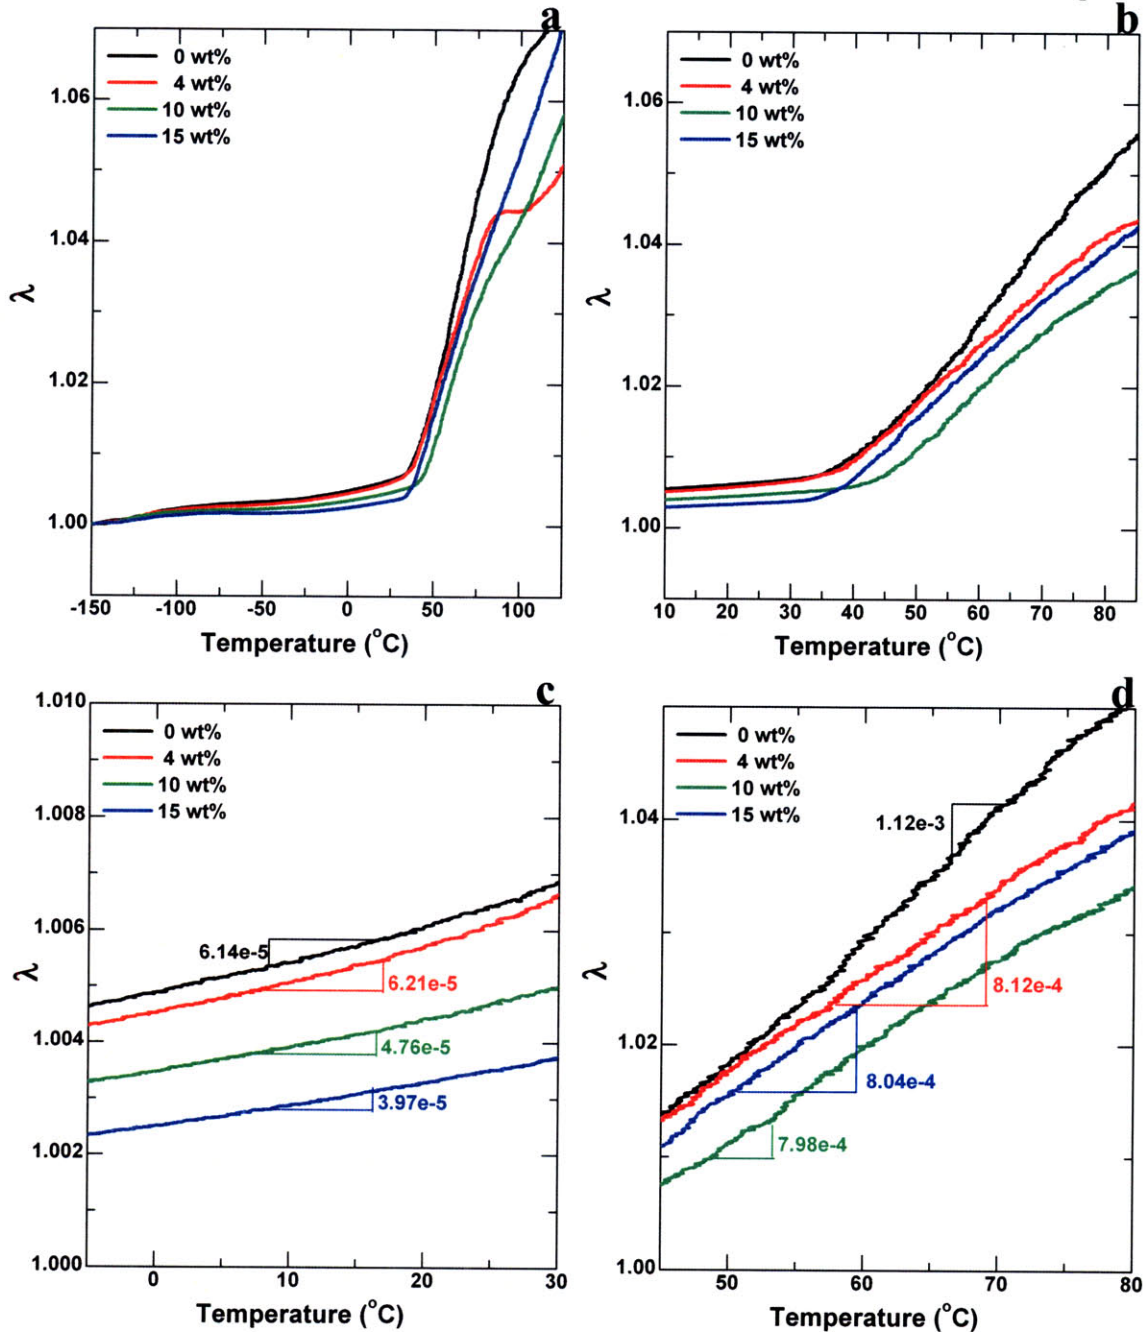 a
0 wt%
4 wt%
10 wt%
15 wt%
1.06
1.04
1.02
1.00
λ
-150
-100
-50
0
50
100
Temperature (°C)
b
0 wt%
4 wt%
10 wt%
15 wt%
1.06
1.04
1.02
1.00
λ
10
20
30
40
50
60
70
80
Temperature (°C)
c
0 wt%
4 wt%
10 wt%
15 wt%
1.010
1.008
1.006
1.004
1.002
1.000
λ
6.14e-5
6.21e-5
4.76e-5
3.97e-5
0
10
20
30
Temperature (°C)
d
0 wt%
4 wt%
10 wt%
15 wt%
1.04
1.02
1.00
λ
1.12e-3
8.12e-4
8.04e-4
7.98e-4
50
60
70
80
Temperature (°C)